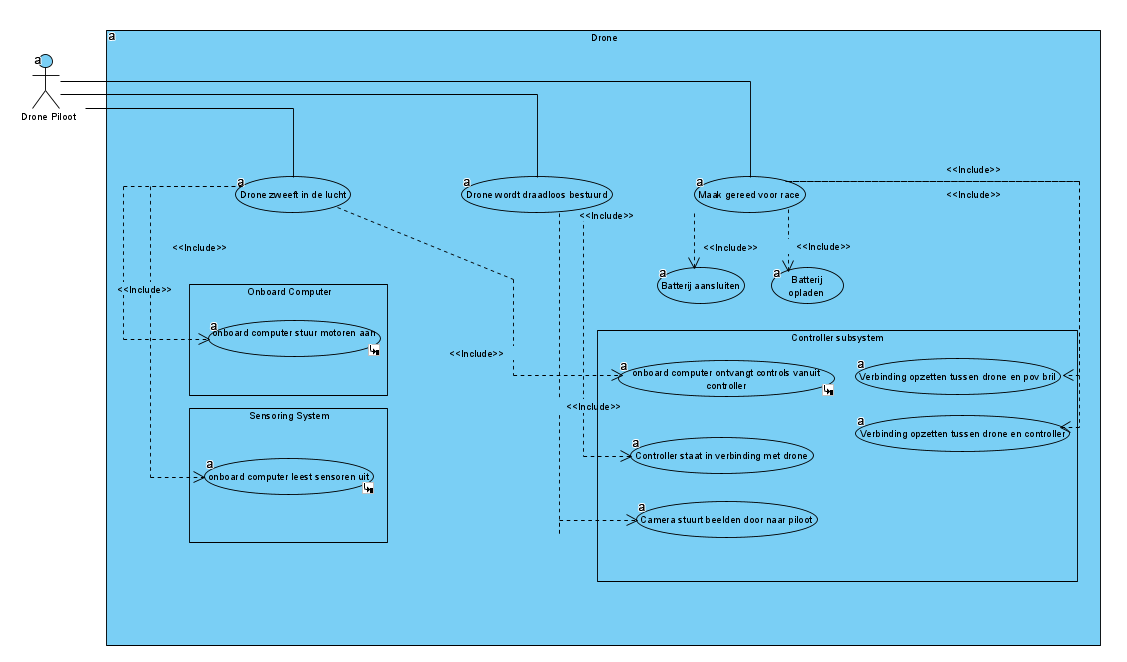 a
Drone
a
Drone Piloot
<<Include>>
<<Include>>
a
Drone zweeft in de lucht
a
Drone wordt draadloos bestuurd
a
Maak gereed voor race
<<Include>>
<<Include>>
<<Include>>
<<Include>>
a
Batterij aansluiten
a
Batterij
opladen
<<Include>>
Onboard Computer
a
onboard computer stuur motoren aan
Controller subsystem
<<Include>>
a
onboard computer ontvangt controls vanuit
controller
a
Verbinding opzetten tussen drone en pov bril
<<Include>>
Sensoring System
a
Verbinding opzetten tussen drone en controller
a
Controller staat in verbinding met drone
a
onboard computer leest sensoren uit
a
Camera stuurt beelden door naar piloot